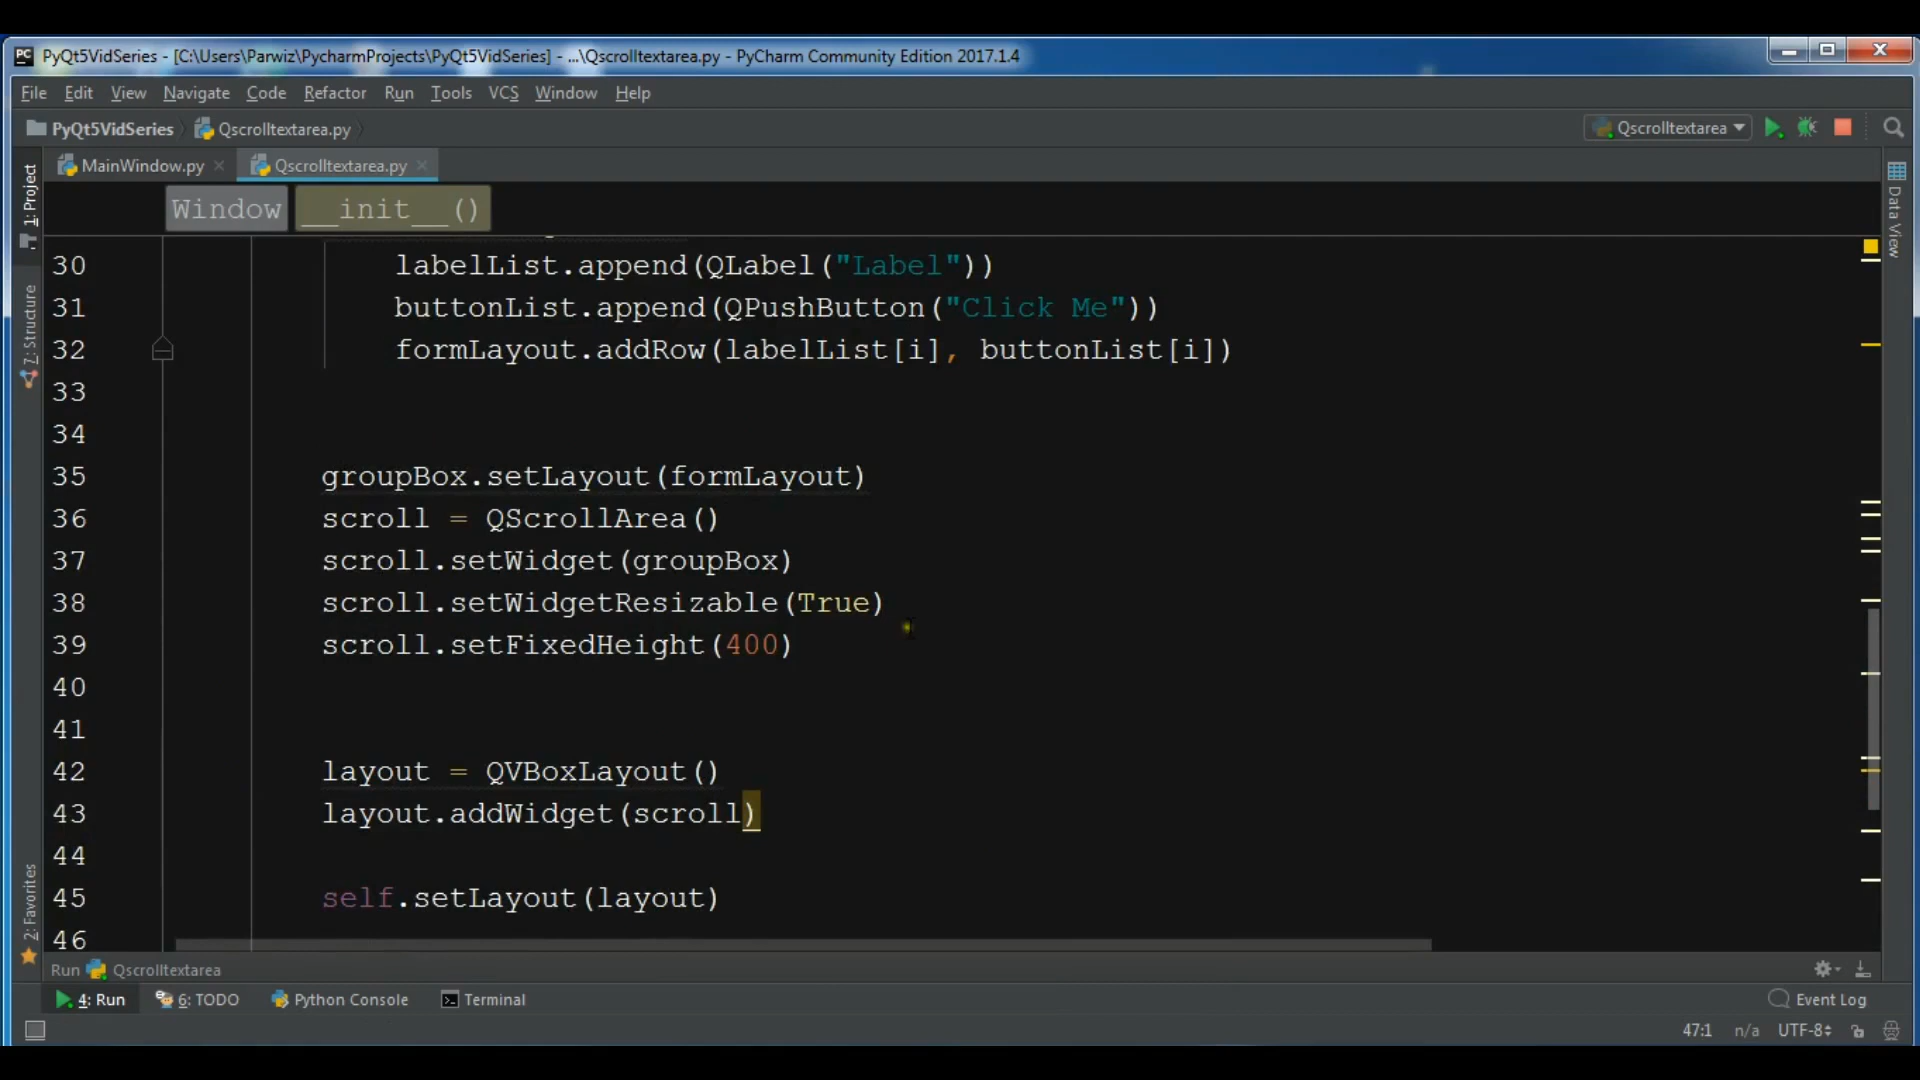 PyQt5VidSeries - [C:\Users\Parwiz\PycharmProjects\PyQt5VidSeries] - ...\Qscrolltextarea.py - PyCharm Community Edition 2017.1.4
File Edit View Navigate Code Refactor Run Tools VCS Window Help
PyQt5VidSeries Qscrolltextarea.py Qscrolltextarea
MainWindow.py Qscrolltextarea.py
Window __init__()
30 labelList.append(QLabel("Label"))
31 buttonList.append(QPushButton("Click Me"))
32 formLayout.addRow(labelList[i], buttonList[i])
33
34
35 groupBox.setLayout(formLayout)
36 scroll = QScrollArea()
37 scroll.setWidget(groupBox)
38 scroll.setWidgetResizable(True)
39 scroll.setFixedHeight(400)
40
41
42 layout = QVBoxLayout()
43 layout.addWidget(scroll)
44
45 self.setLayout(layout)
46
1: Project
7: Structure
2: Favorites
Data View
Run Qscrolltextarea
4: Run 6: TODO Python Console Terminal Event Log
47:1 n/a UTF-8